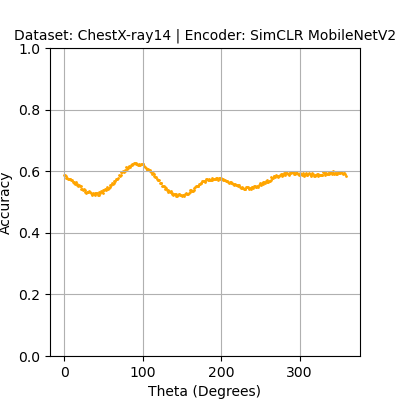 Dataset: ChestX-ray14 | Encoder: SimCLR MobileNetV2
1.0
0.8
0.6
0.4
0.2
0.0
Accuracy
0 100 200 300
Theta (Degrees)